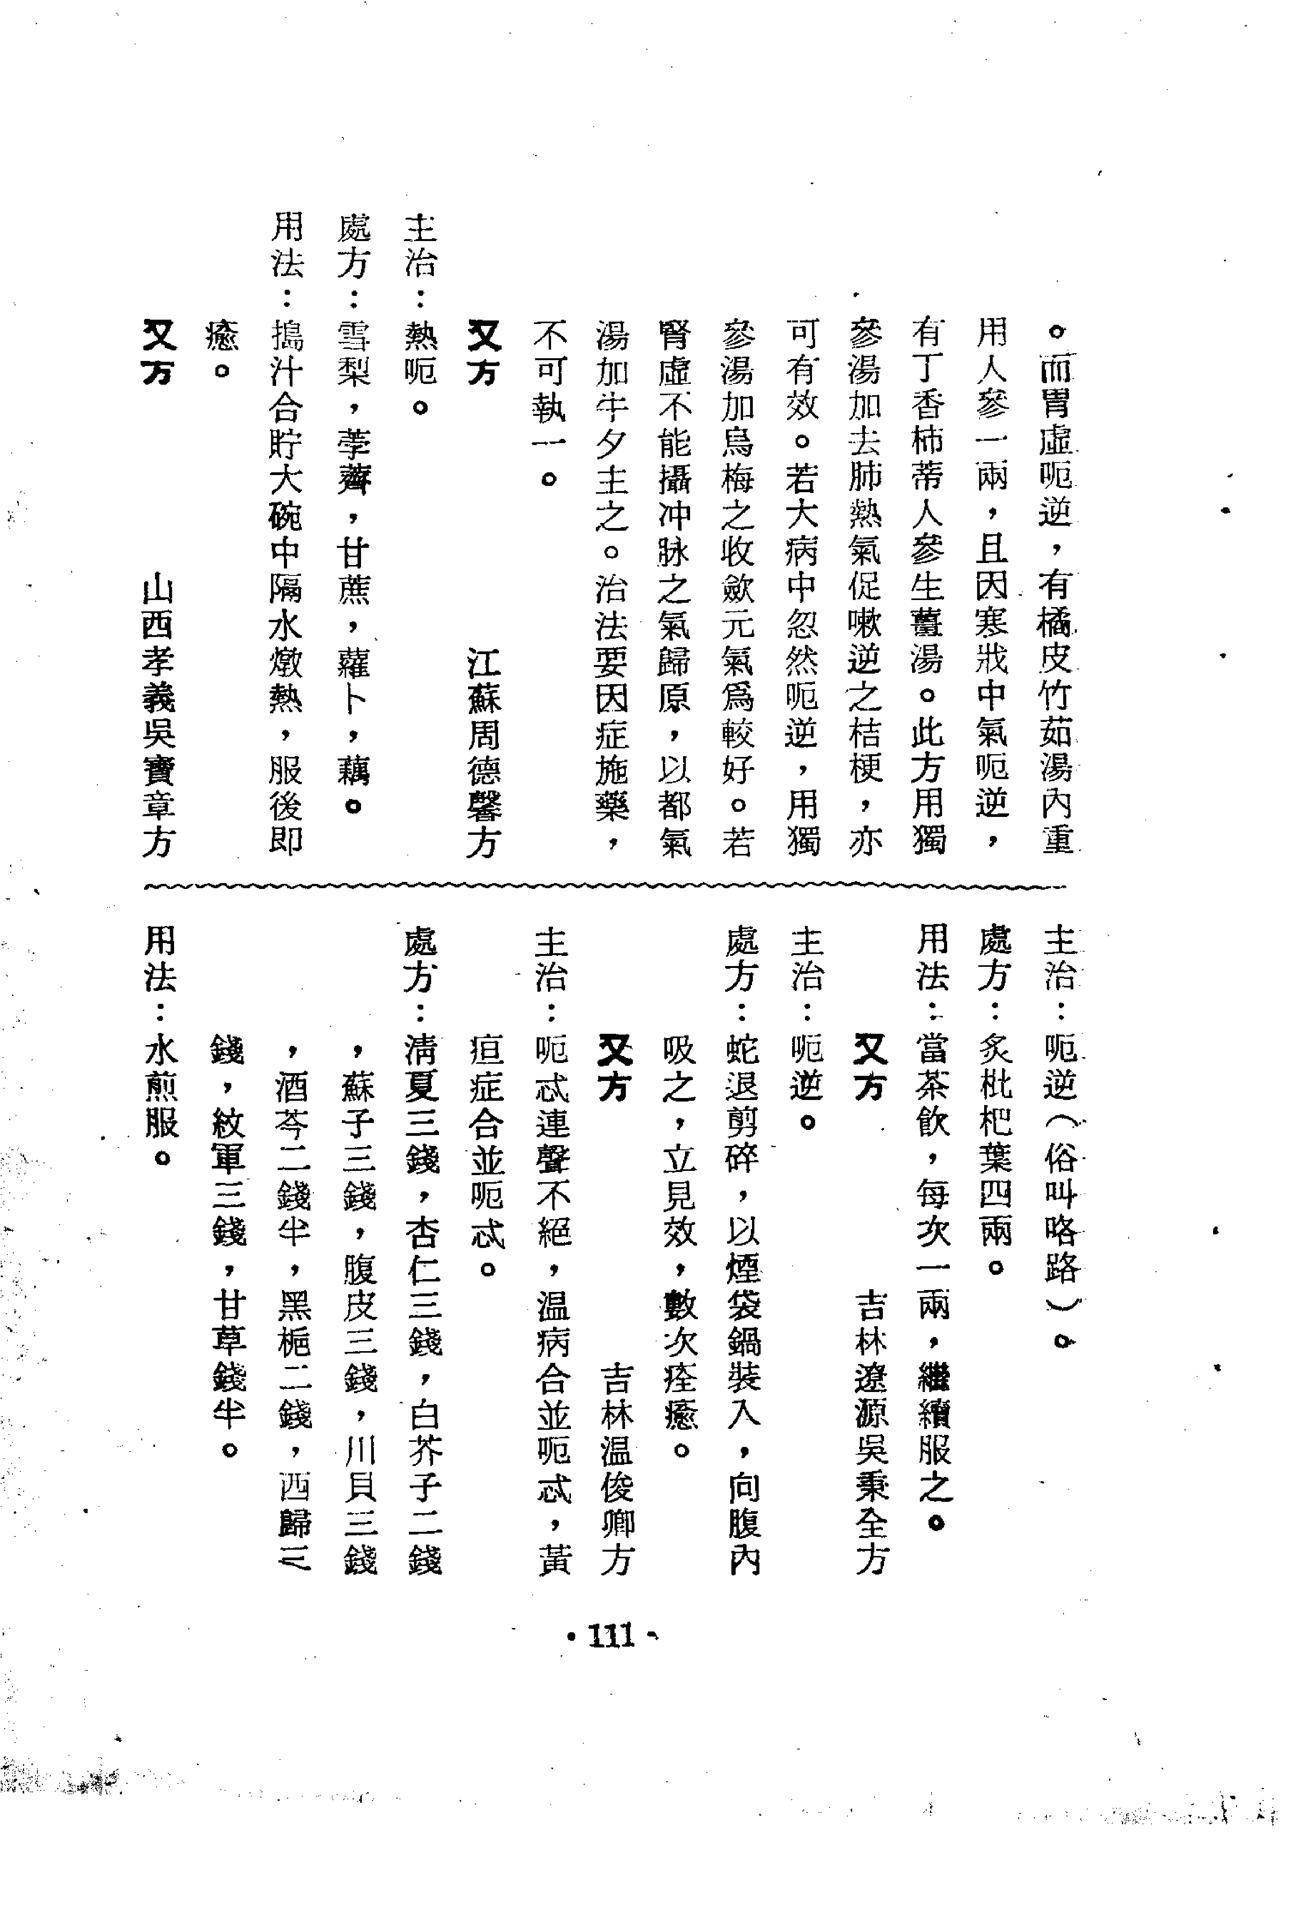 。而胃虛呃逆，有橘皮竹茹湯內重
用人參一兩，且因寒戕中氣呃逆，
有丁香柿蒂人參生薑湯。此方用獨
參湯加去肺熱氣促嗽逆之桔梗，亦
可有效。若大病中忽然呃逆，用獨
參湯加烏梅之收歛元氣爲較好。若
腎虛不能攝冲脉之氣歸原，以都氣
湯加牛夕主之。治法要因症施藥，
不可執一。
又方　江蘇周德馨方
主治：熱呃。
處方：雪梨，荸薺，甘蔗，蘿卜，藕。
用法：搗汁合貯大碗中隔水燉熱，服後即
癒。
又方　山西孝義吳寶章方
主治：呃逆（俗叫咯路）。
處方：炙枇杷葉四兩。
用法：當茶飲，每次一兩，繼續服之。
又方　吉林遼源吳秉全方
主治：呃逆。
處方：蛇退剪碎，以煙袋鍋裝入，向腹內
吸之，立見效，數次痊癒。
又方　吉林温俊卿方
主治：呃忒連聲不絕，温病合並呃忒，黃
疸症合並呃忒。
處方：清夏三錢，杏仁三錢，白芥子二錢
，蘇子三錢，腹皮三錢，川貝三錢
，酒芩二錢半，黑梔二錢，西歸三
錢，紋軍三錢，甘草錢半。
用法：水煎服。
·111·